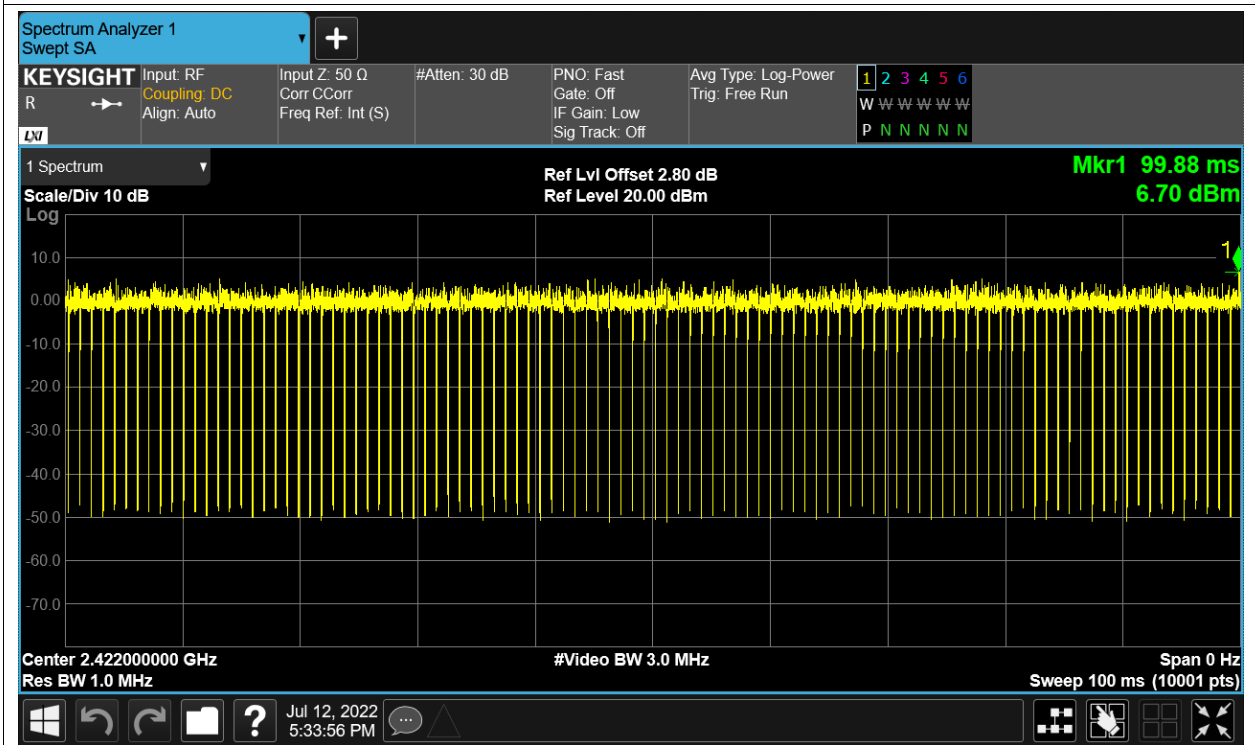 Spectrum Analyzer 1
Swept SA
KEYSIGHT
R
LXI
Input: RF
Coupling: DC
Align: Auto
Input Z: 50 Ω
Corr CCorr
Freq Ref: Int (S)
#Atten: 30 dB
PNO: Fast
Gate: Off
IF Gain: Low
Sig Track: Off
Avg Type: Log-Power
Trig: Free Run
1 2 3 4 5 6
W W W W W W
P N N N N N
1 Spectrum
Scale/Div 10 dB
Ref Lvl Offset 2.80 dB
Ref Level 20.00 dBm
Mkr1 99.88 ms
6.70 dBm
Log
1
10.0
0.00
-10.0
-20.0
-30.0
-40.0
-50.0
-60.0
-70.0
Center 2.422000000 GHz
Res BW 1.0 MHz
#Video BW 3.0 MHz
Span 0 Hz
Sweep 100 ms (10001 pts)
?
Jul 12, 2022
5:33:56 PM